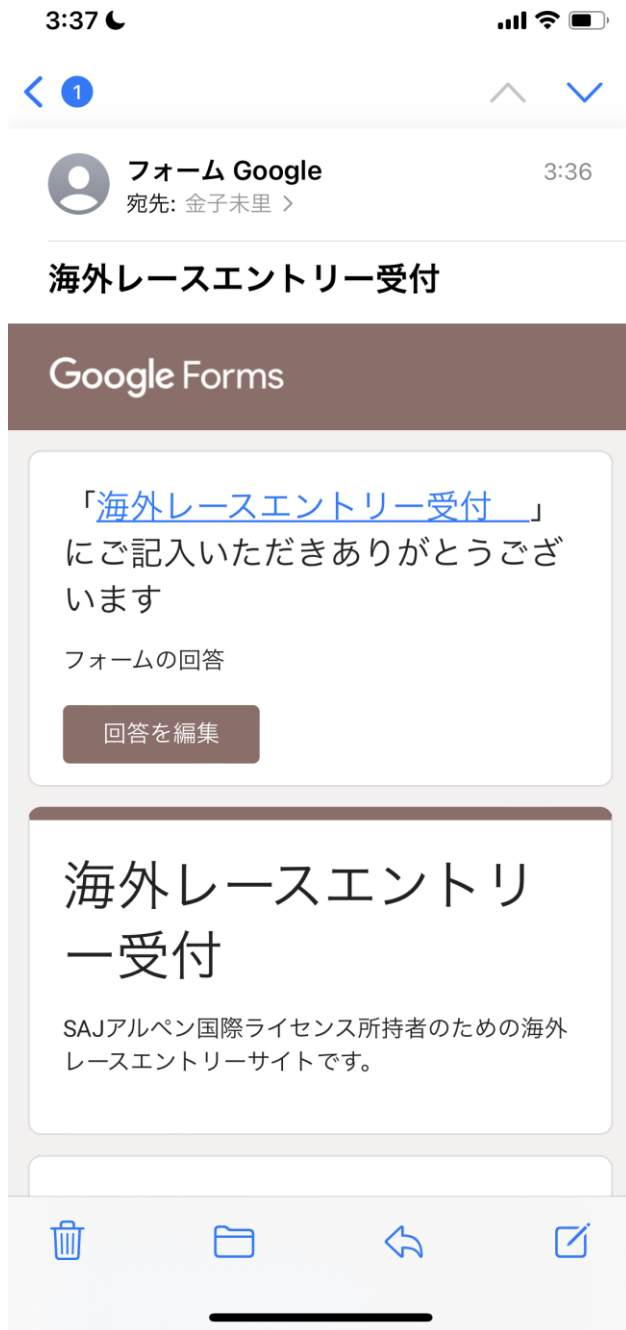 3:37
1
フォーム Google
3:36
宛先: 金子未里
海外レースエントリー受付
Google Forms
「海外レースエントリー受付　」
にご記入いただきありがとうござ
います
フォームの回答
回答を編集
海外レースエントリ
ー受付
SAJアルペン国際ライセンス所持者のための海外
レースエントリーサイトです。